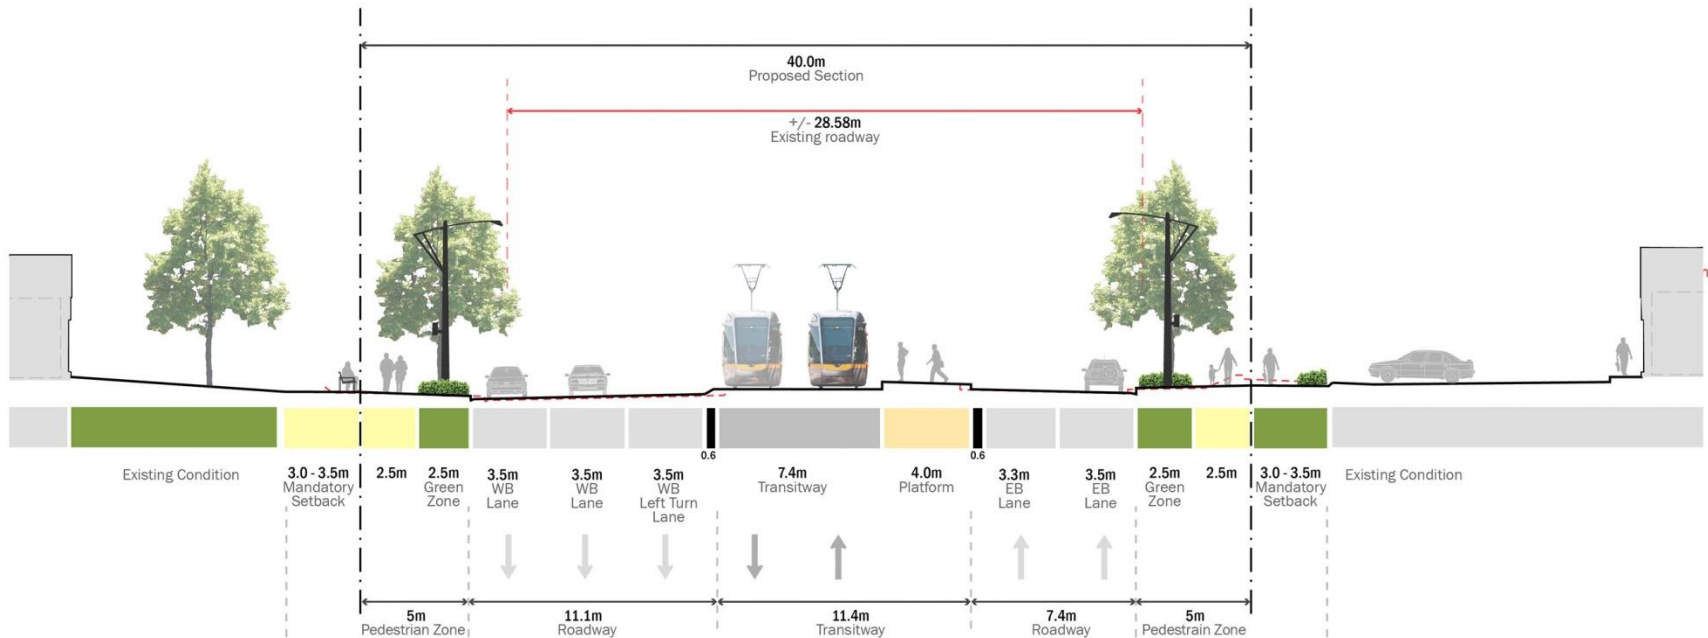 40.0m
Proposed Section
+/- 28.58m
Existing roadway
0.6
0.6
Existing Condition
3.0 - 3.5m
Mandatory
Setback
2.5m
2.5m
Green
Zone
3.5m
WB
Lane
3.5m
WB
Lane
3.5m
WB
Left Turn
Lane
7.4m
Transitway
4.0m
Platform
3.3m
EB
Lane
3.5m
EB
Lane
2.5m
Green
Zone
2.5m
3.0 - 3.5m
Mandatory
Setback
Existing Condition
5m
Pedestrian Zone
11.1m
Roadway
11.4m
Transitway
7.4m
Roadway
5m
Pedestrain Zone